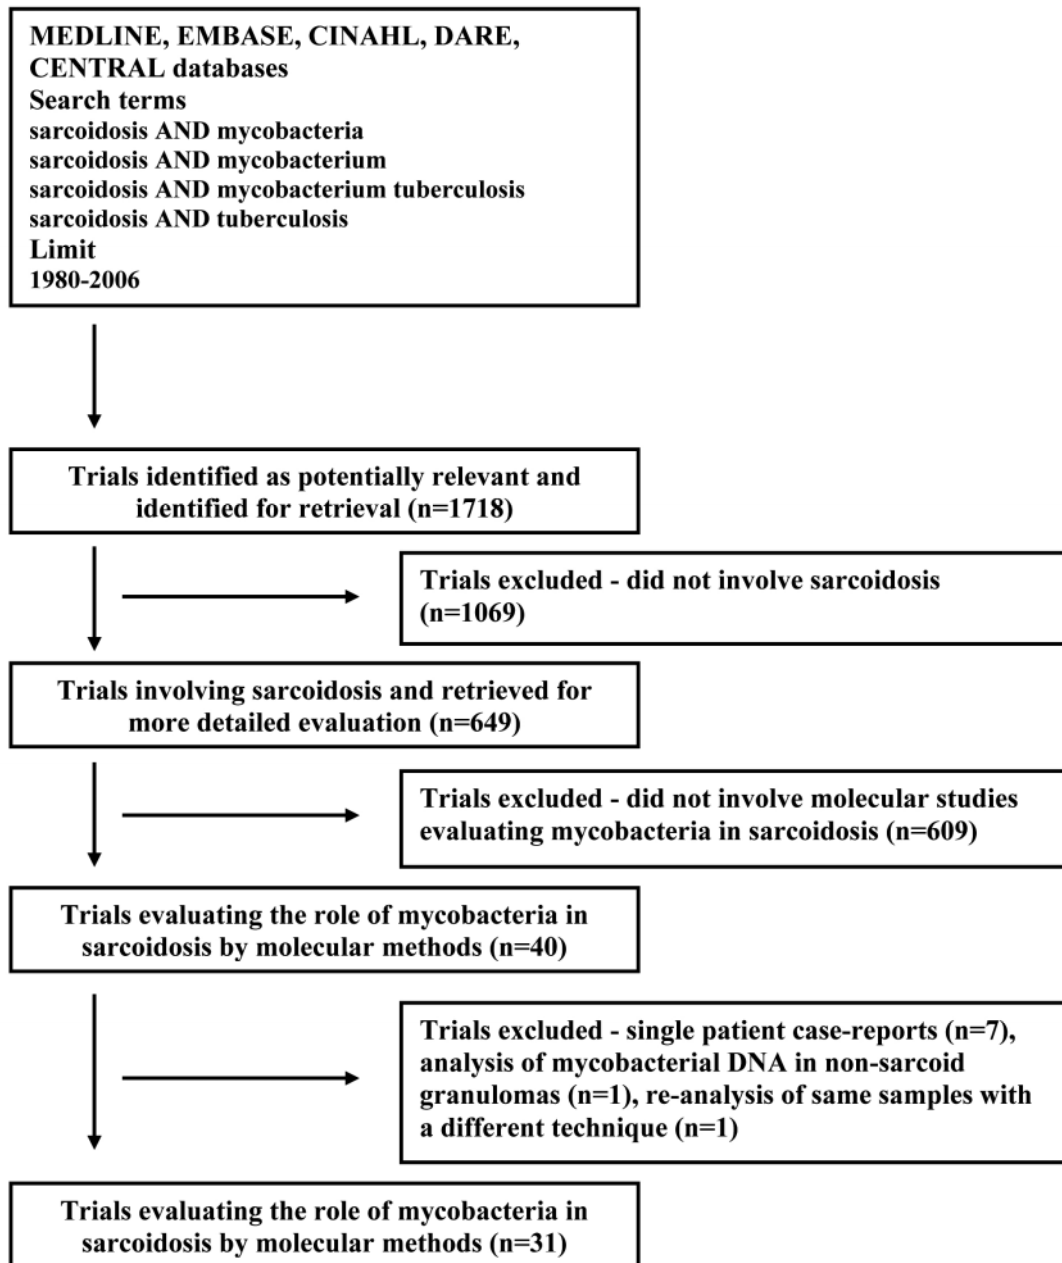 MEDLINE, EMBASE, CINAHL, DARE,
CENTRAL databases
Search terms
sarcoidosis AND mycobacteria
sarcoidosis AND mycobacterium
sarcoidosis AND mycobacterium tuberculosis
sarcoidosis AND tuberculosis
Limit
1980-2006
Trials identified as potentially relevant and
identified for retrieval (n=1718)
Trials excluded - did not involve sarcoidosis
(n=1069)
Trials involving sarcoidosis and retrieved for
more detailed evaluation (n=649)
Trials excluded - did not involve molecular studies
evaluating mycobacteria in sarcoidosis (n=609)
Trials evaluating the role of mycobacteria in
sarcoidosis by molecular methods (n=40)
Trials excluded - single patient case-reports (n=7),
analysis of mycobacterial DNA in non-sarcoid
granulomas (n=1), re-analysis of same samples with
a different technique (n=1)
Trials evaluating the role of mycobacteria in
sarcoidosis by molecular methods (n=31)